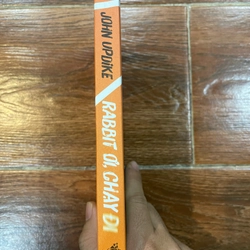 JOHN UPDIKE
RABBIT ơi, CHẠY ĐI